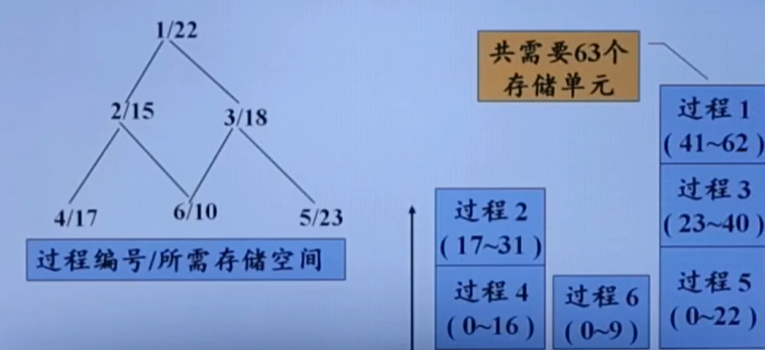 1/22
2/15
3/18
4/17
6/10
5/23
过程编号/所需存储空间
共需要63个
存储单元
过程 1
( 41~62 )
过程 2
( 17~31 )
过程 3
( 23~40 )
过程 4
( 0~16 )
过程 6
( 0~9 )
过程 5
( 0~22 )